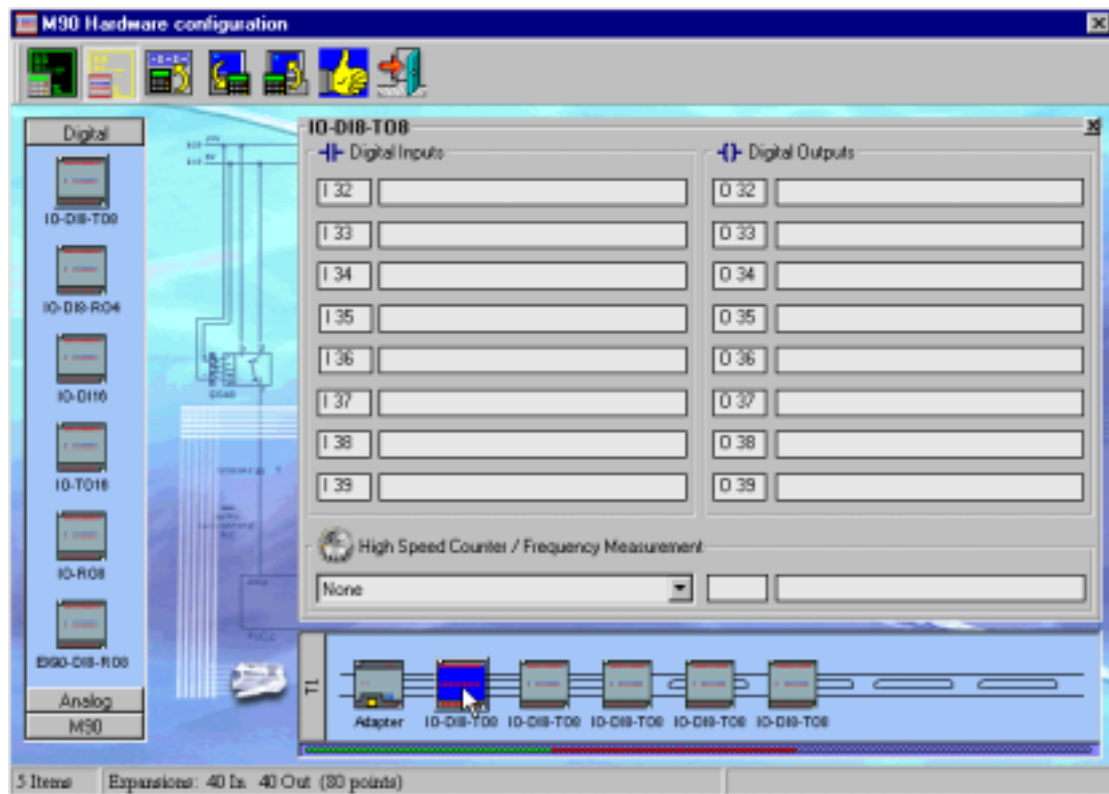 M90 Hardware configuration
Digital
IO-DI8-TO8
IO-DI8-RO4
IO-DI16
IO-TO16
IO-RO8
EX90-DI8-RO8
Analog
M90
IO-DI8-TO8
Digital Inputs
I 32
I 33
I 34
I 35
I 36
I 37
I 38
I 39
Digital Outputs
O 32
O 33
O 34
O 35
O 36
O 37
O 38
O 39
High Speed Counter / Frequency Measurement
None
T1
Adapter IO-DI8-TO8 IO-DI8-TO8 IO-DI8-TO8 IO-DI8-TO8 IO-DI8-TO8
5 Items Expansions: 40 In 40 Out (80 points)